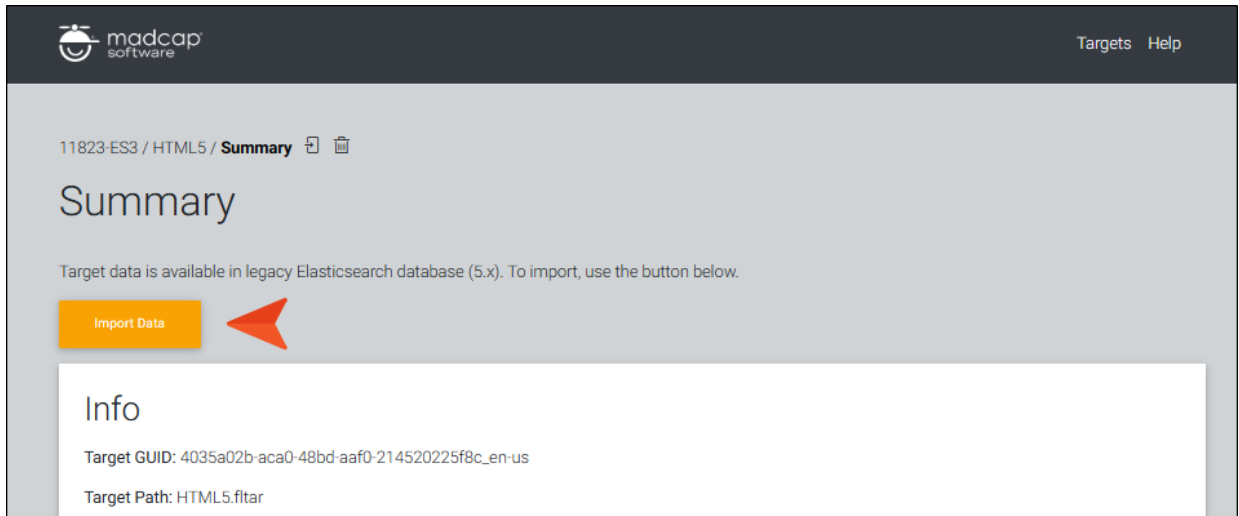 madcap
software
Targets Help
11823-ES3 / HTML5 / Summary
Summary
Target data is available in legacy Elasticsearch database (5.x). To import, use the button below.
Import Data
Info
Target GUID: 4035a02b-aca0-48bd-aaf0-214520225f8c_en-us
Target Path: HTML5.fltar